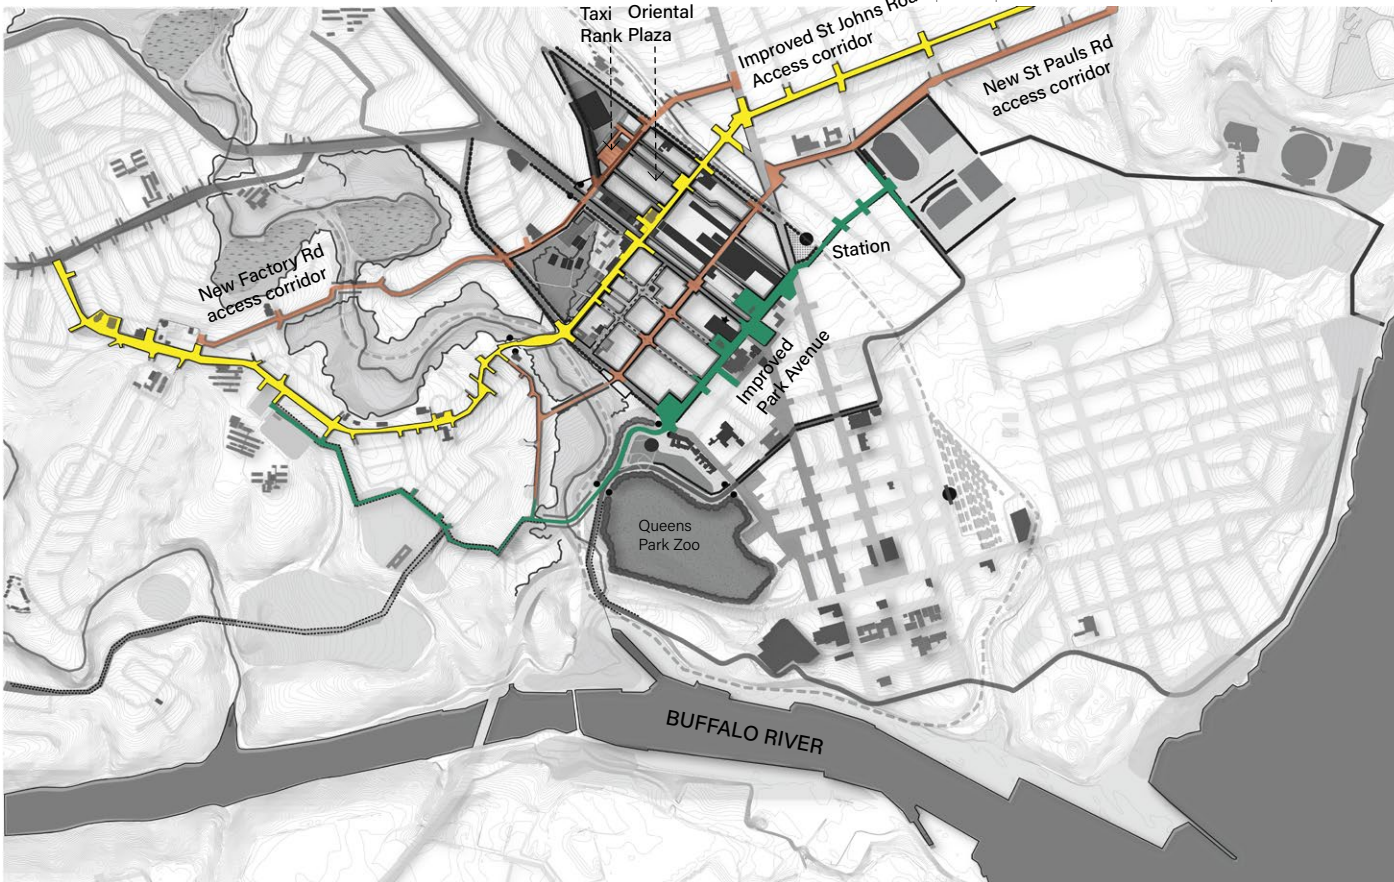 Taxi
Rank
Oriental
Plaza
Improved St Johns Road
Access corridor
New St Pauls Rd
access corridor
Station
New Factory Rd
access corridor
Improved
Park Avenue
Queens
Park Zoo
BUFFALO RIVER